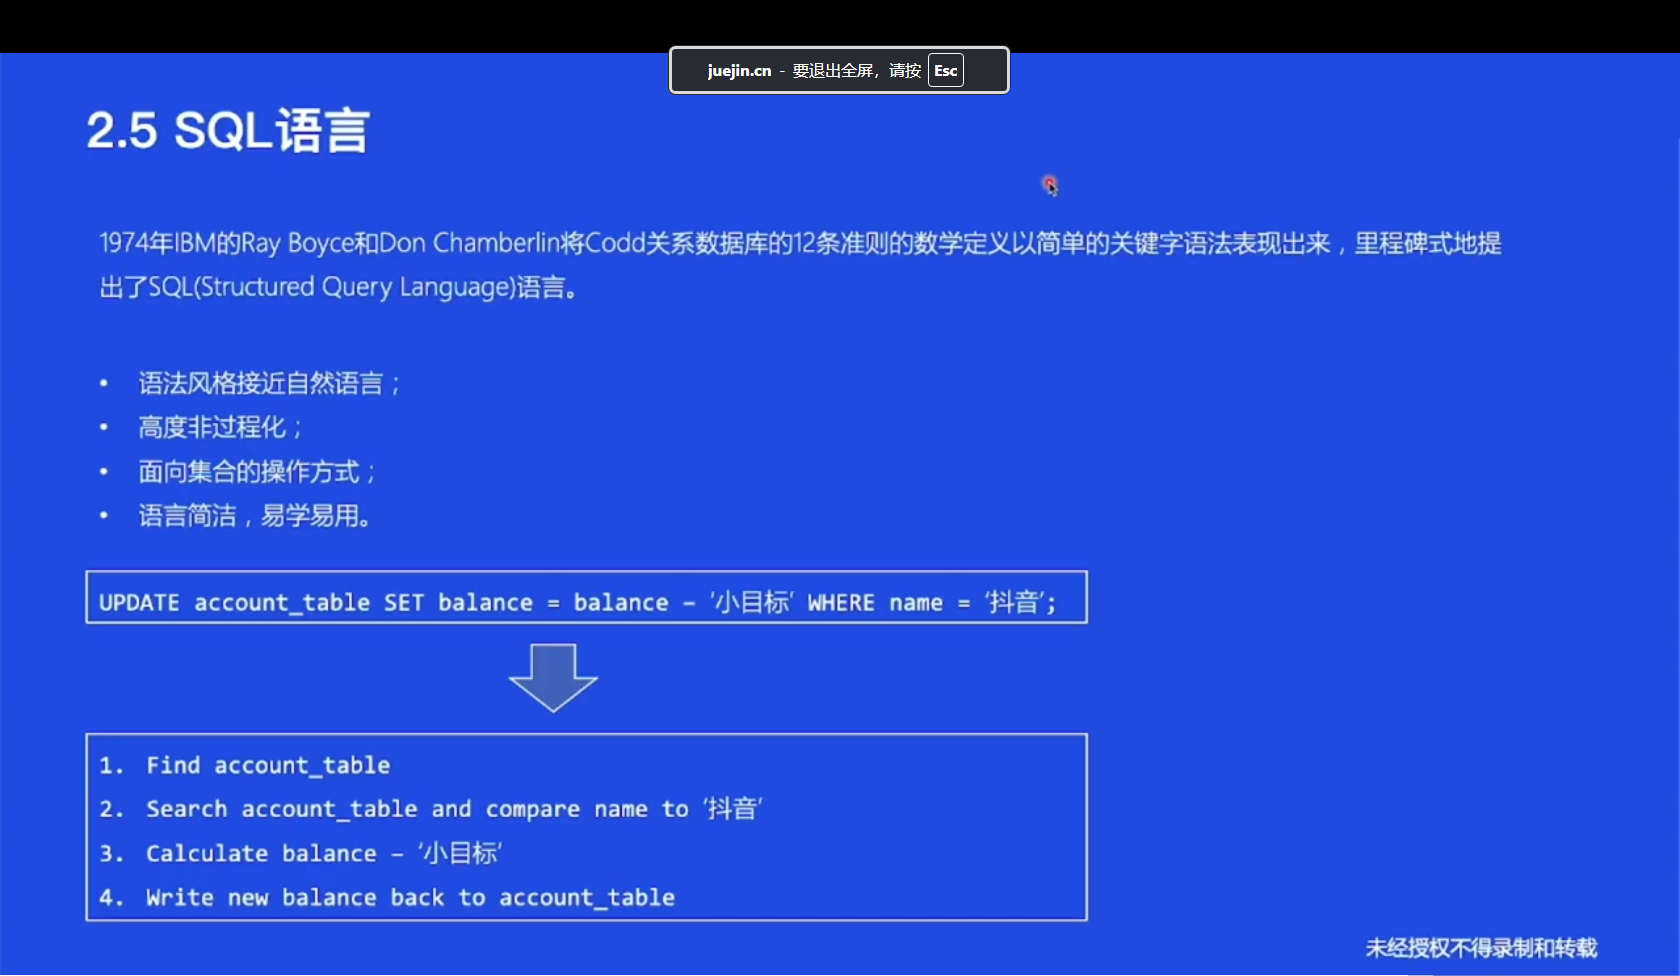 juejin.cn - 要退出全屏，请按 Esc
2.5 SQL语言
1974年IBM的Ray Boyce和Don Chamberlin将Codd关系数据库的12条准则的数学定义以简单的关键字语法表现出来，里程碑式地提
出了SQL(Structured Query Language)语言。
• 语法风格接近自然语言；
• 高度非过程化；
• 面向集合的操作方式；
• 语言简洁，易学易用。
UPDATE account_table SET balance = balance – ‘小目标’ WHERE name = ‘抖音’;
1. Find account_table
2. Search account_table and compare name to ‘抖音’
3. Calculate balance – ‘小目标’
4. Write new balance back to account_table
未经授权不得录制和转载